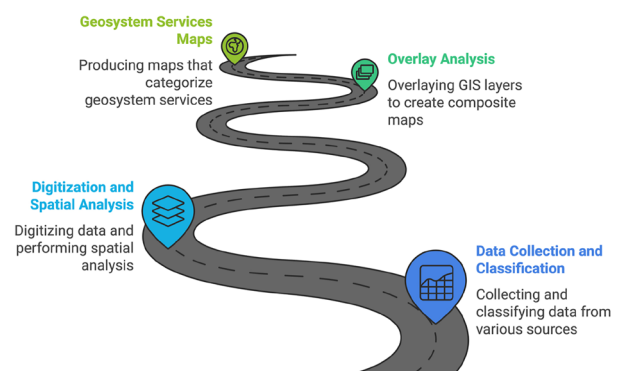 Geosystem Services
Maps
Producing maps that
categorize
geosystem services
Overlay Analysis
Overlaying GIS layers
to create composite
maps
Digitization and
Spatial Analysis
Digitizing data and
performing spatial
analysis
Data Collection and
Classification
Collecting and
classifying data from
various sources